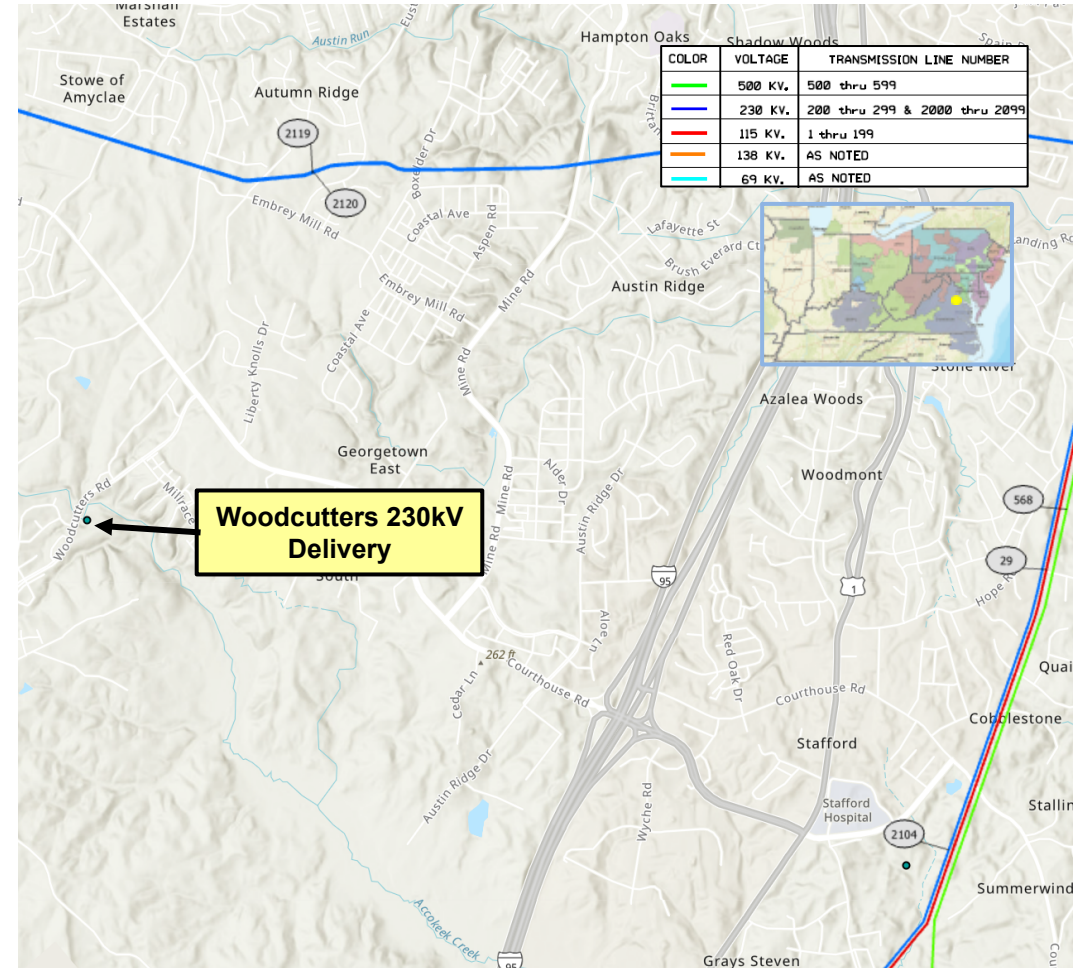 Marshall
Estates
Austin Run
Hampton Oaks
Shadow Woods
Spain Dr
Stowe of
Amyclae
Autumn Ridge
COLOR VOLTAGE TRANSMISSION LINE NUMBER
500 KV. 500 thru 599
230 KV. 200 thru 299 & 2000 thru 2099
115 KV. 1 thru 199
138 KV. AS NOTED
69 KV. AS NOTED
2119
2120
Boxelder Dr
Embrey Mill Rd
Coastal Ave
Aspen Rd
Lafayette St
Brush Everard Ct
Landing Rd
Mine Rd
Austin Ridge
Embrey Mill Rd
Coastal Ave
Liberty Knolls Dr
Mine Rd
Stone River
Azalea Woods
Georgetown
East
Woodmont
Alder Dr
Mine Rd
Austin Ridge Dr
Woodcutters Rd
Millrace
568
Woodcutters 230kV
Delivery
29
Mine Rd
South
95
1
Hope R
Aloe Ln
Red Oak Dr
262 ft
Courthouse Rd
Cedar Ln
Quai
Courthouse Rd
Cobblestone
Stafford
Austin Ridge Dr
Wyche Rd
Stafford
Hospital
Stallin
2104
Summerwind
Accokeek Creek
95
Grays Steven
Cou